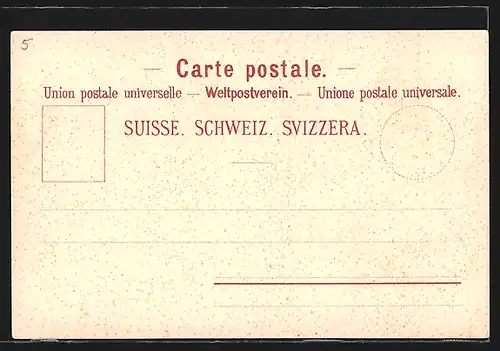 5
— Carte postale. —
Union postale universelle — Weltpostverein. — Unione postale universale.
SUISSE. SCHWEIZ. SVIZZERA.